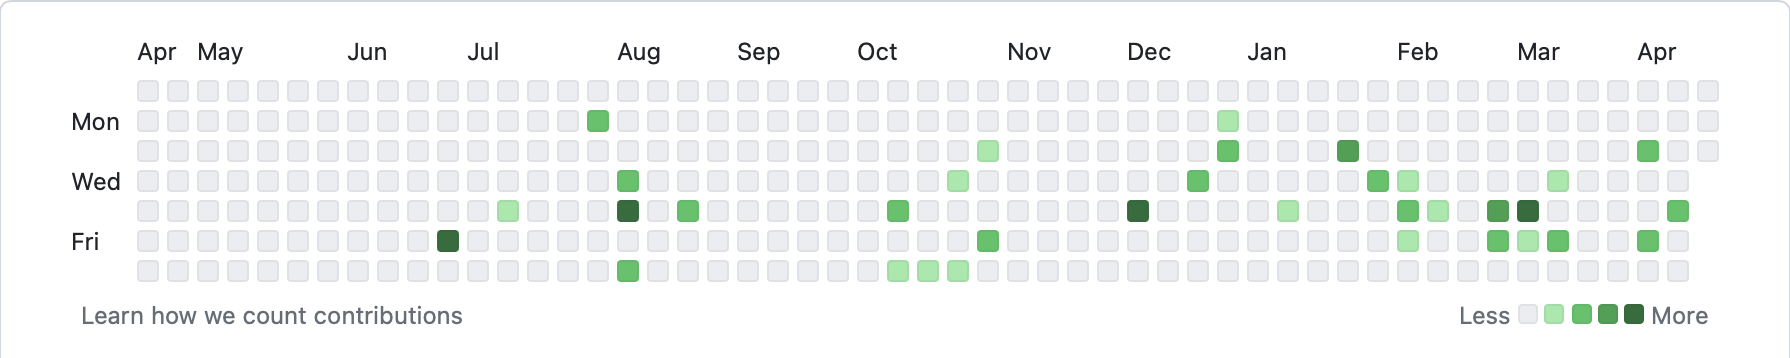 Apr May Jun Jul Aug Sep Oct Nov Dec Jan Feb Mar Apr
Mon
Wed
Fri
Learn how we count contributions Less More